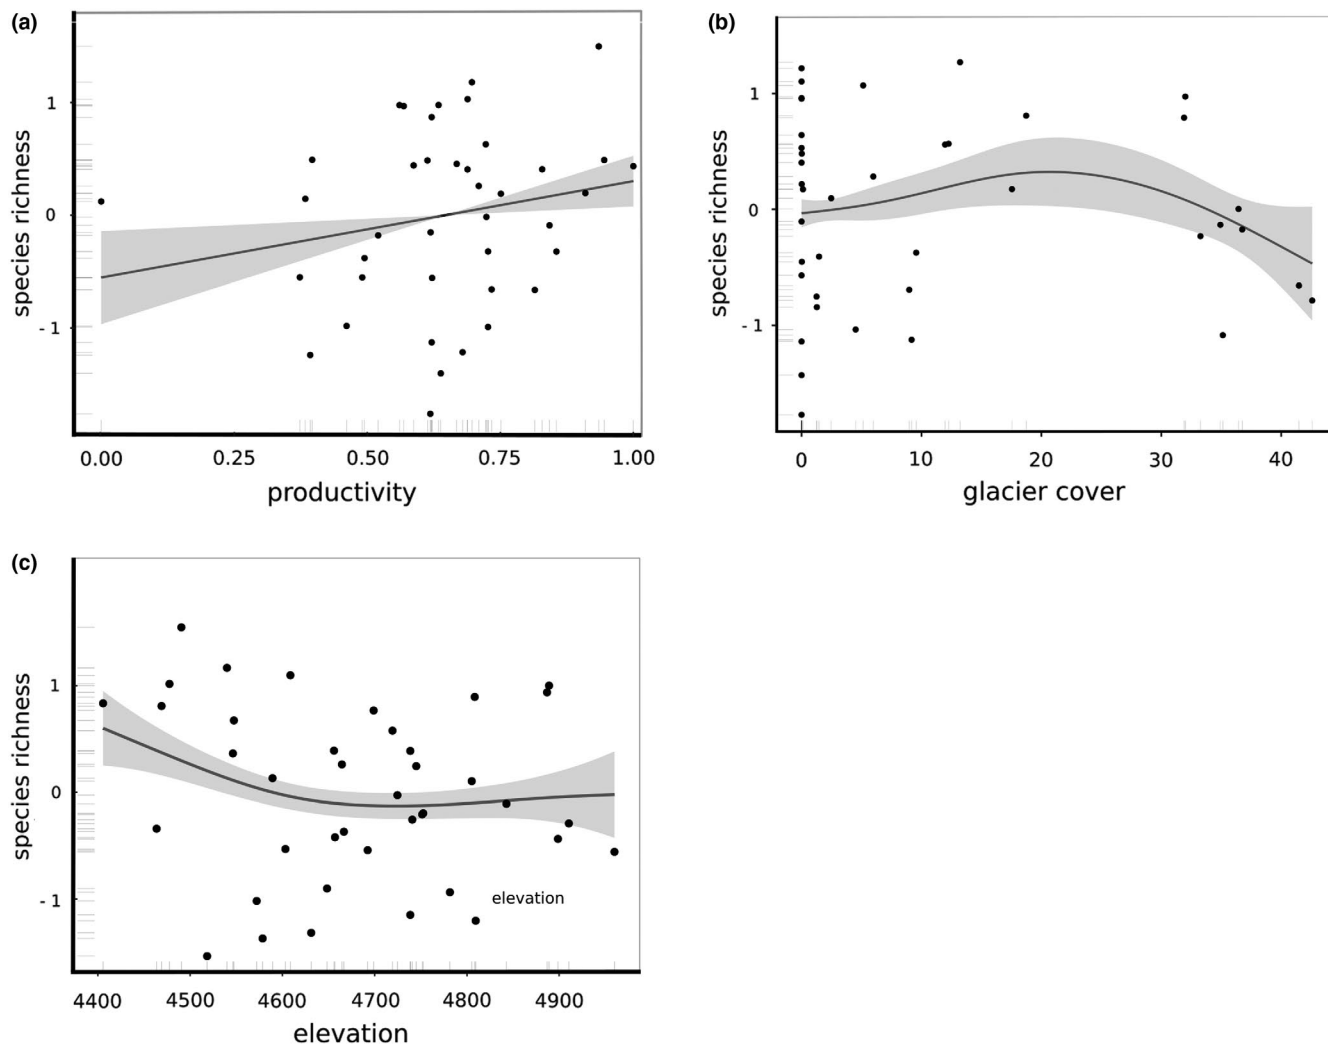 (a)
species richness
1
0
- 1
0.00 0.25 0.50 0.75 1.00
productivity
(b)
species richness
1
0
- 1
0 10 20 30 40
glacier cover
(c)
species richness
1
0
- 1
elevation
4400 4500 4600 4700 4800 4900
elevation